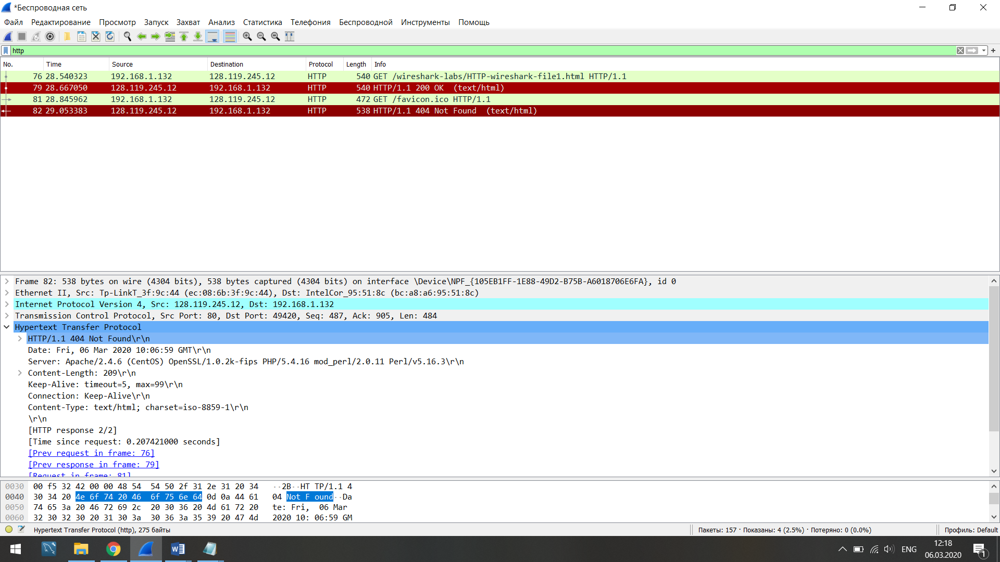 *Беспроводная сеть
Файл Редактирование Просмотр Запуск Захват Анализ Статистика Телефония Беспроводной Инструменты Помощь
http
No. Time Source Destination Protocol Length Info
76 28.540323 192.168.1.132 128.119.245.12 HTTP 540 GET /wireshark-labs/HTTP-wireshark-file1.html HTTP/1.1
79 28.667050 128.119.245.12 192.168.1.132 HTTP 540 HTTP/1.1 200 OK (text/html)
81 28.845962 192.168.1.132 128.119.245.12 HTTP 472 GET /favicon.ico HTTP/1.1
82 29.053383 128.119.245.12 192.168.1.132 HTTP 538 HTTP/1.1 404 Not Found (text/html)
Frame 82: 538 bytes on wire (4304 bits), 538 bytes captured (4304 bits) on interface \Device\NPF_{105EB1FF-1E88-49D2-B75B-A6018706E6FA}, id 0
Ethernet II, Src: Tp-LinkT_3f:9c:44 (ec:08:6b:3f:9c:44), Dst: IntelCor_95:51:8c (bc:a8:a6:95:51:8c)
Internet Protocol Version 4, Src: 128.119.245.12, Dst: 192.168.1.132
Transmission Control Protocol, Src Port: 80, Dst Port: 49420, Seq: 487, Ack: 905, Len: 484
Hypertext Transfer Protocol
HTTP/1.1 404 Not Found\r\n
Date: Fri, 06 Mar 2020 10:06:59 GMT\r\n
Server: Apache/2.4.6 (CentOS) OpenSSL/1.0.2k-fips PHP/5.4.16 mod_perl/2.0.11 Perl/v5.16.3\r\n
Content-Length: 209\r\n
Keep-Alive: timeout=5, max=99\r\n
Connection: Keep-Alive\r\n
Content-Type: text/html; charset=iso-8859-1\r\n
\r\n
[HTTP response 2/2]
[Time since request: 0.207421000 seconds]
[Prev request in frame: 76]
[Prev response in frame: 79]
[Request in frame: 81]
0030 00 f5 32 42 00 00 48 54 54 50 2f 31 2e 31 20 34 ··2B··HT TP/1.1 4
0040 30 34 20 4e 6f 74 20 46 6f 75 6e 64 0d 0a 44 61 04 Not F ound··Da
0050 74 65 3a 20 46 72 69 2c 20 30 36 20 4d 61 72 20 te: Fri, 06 Mar
0060 32 30 32 30 20 31 30 3a 30 36 3a 35 39 20 47 4d 2020 10: 06:59 GM
Hypertext Transfer Protocol (http), 275 байты
Пакеты: 157 · Показаны: 4 (2.5%) · Потеряно: 0 (0.0%)
Профиль: Default
ENG
12:18
06.03.2020
1